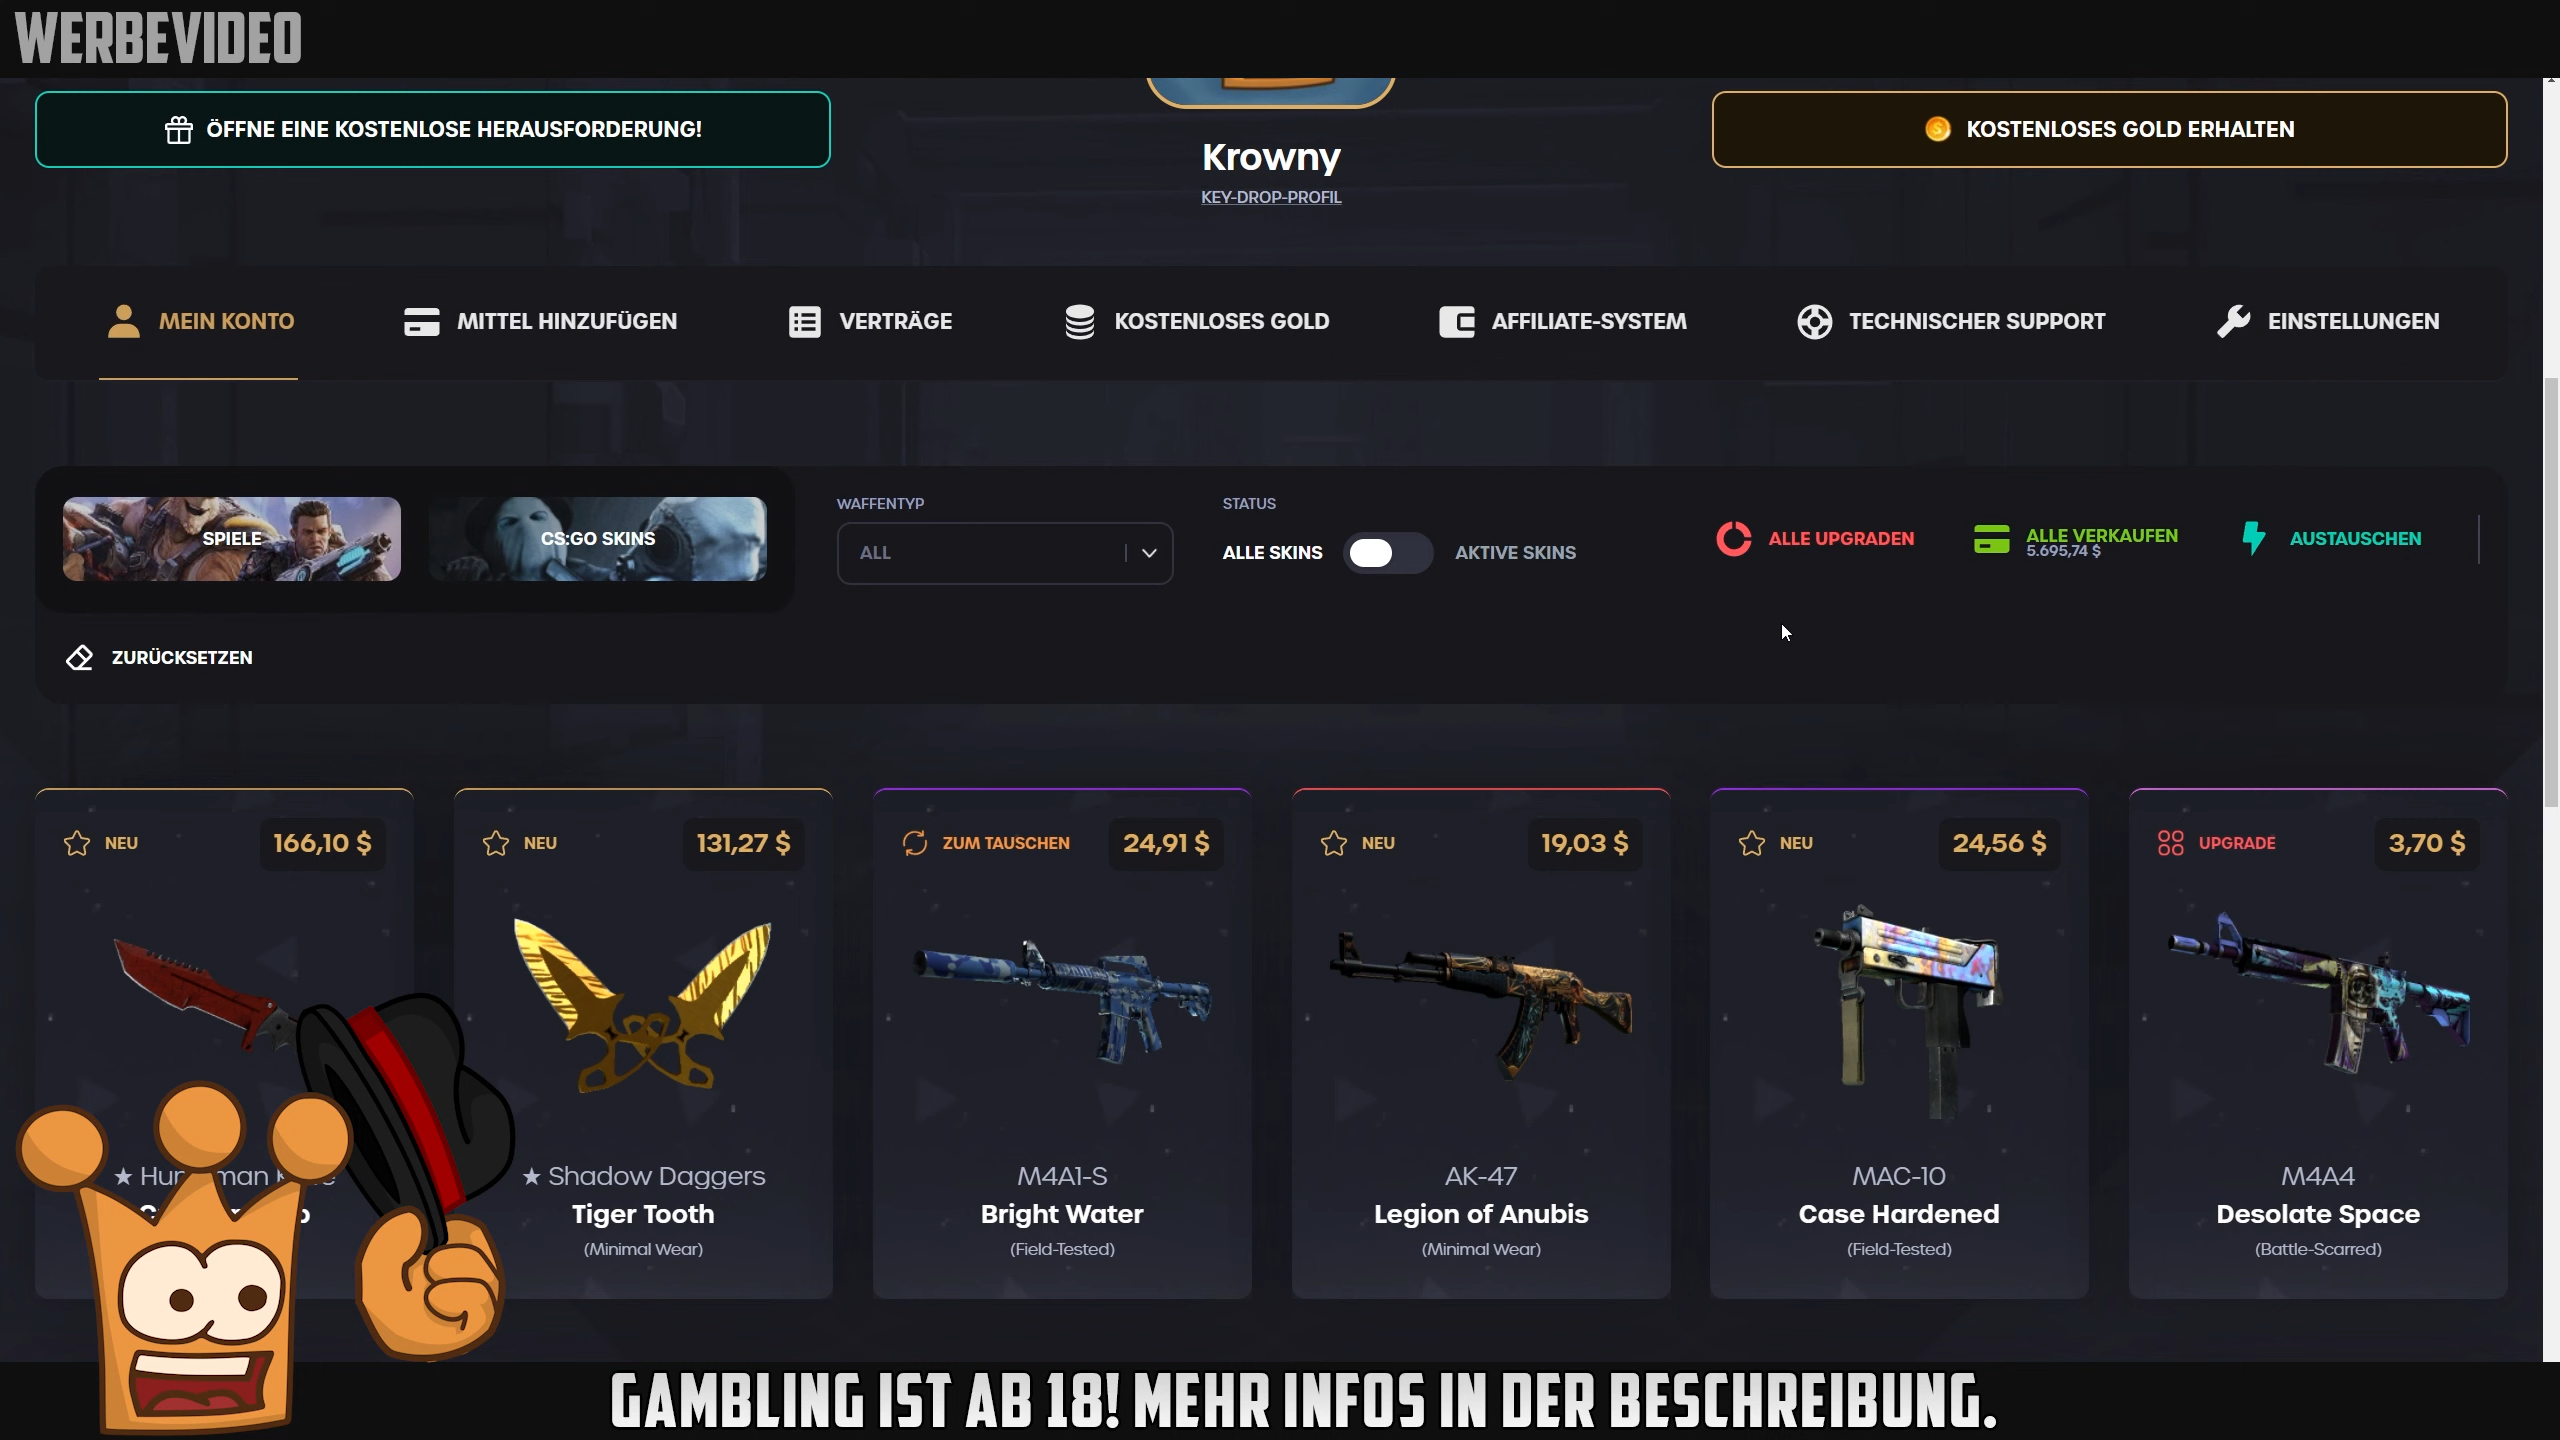 WERBEVIDEO
ÖFFNE EINE KOSTENLOSE HERAUSFORDERUNG!
Krowny
KEY-DROP-PROFIL
KOSTENLOSES GOLD ERHALTEN
MEIN KONTO
MITTEL HINZUFÜGEN
VERTRÄGE
KOSTENLOSES GOLD
AFFILIATE-SYSTEM
TECHNISCHER SUPPORT
EINSTELLUNGEN
SPIELE
CS:GO SKINS
WAFFENTYP
ALL
STATUS
ALLE SKINS
AKTIVE SKINS
ALLE UPGRADEN
ALLE VERKAUFEN
5.695,74 $
AUSTAUSCHEN
ZURÜCKSETZEN
NEU
166,10 $
NEU
131,27 $
★ Shadow Daggers
Tiger Tooth
(Minimal Wear)
ZUM TAUSCHEN
24,91 $
M4A1-S
Bright Water
(Field-Tested)
NEU
19,03 $
AK-47
Legion of Anubis
(Minimal Wear)
NEU
24,56 $
MAC-10
Case Hardened
(Field-Tested)
UPGRADE
3,70 $
M4A4
Desolate Space
(Battle-Scarred)
GAMBLING IST AB 18! MEHR INFOS IN DER BESCHREIBUNG.